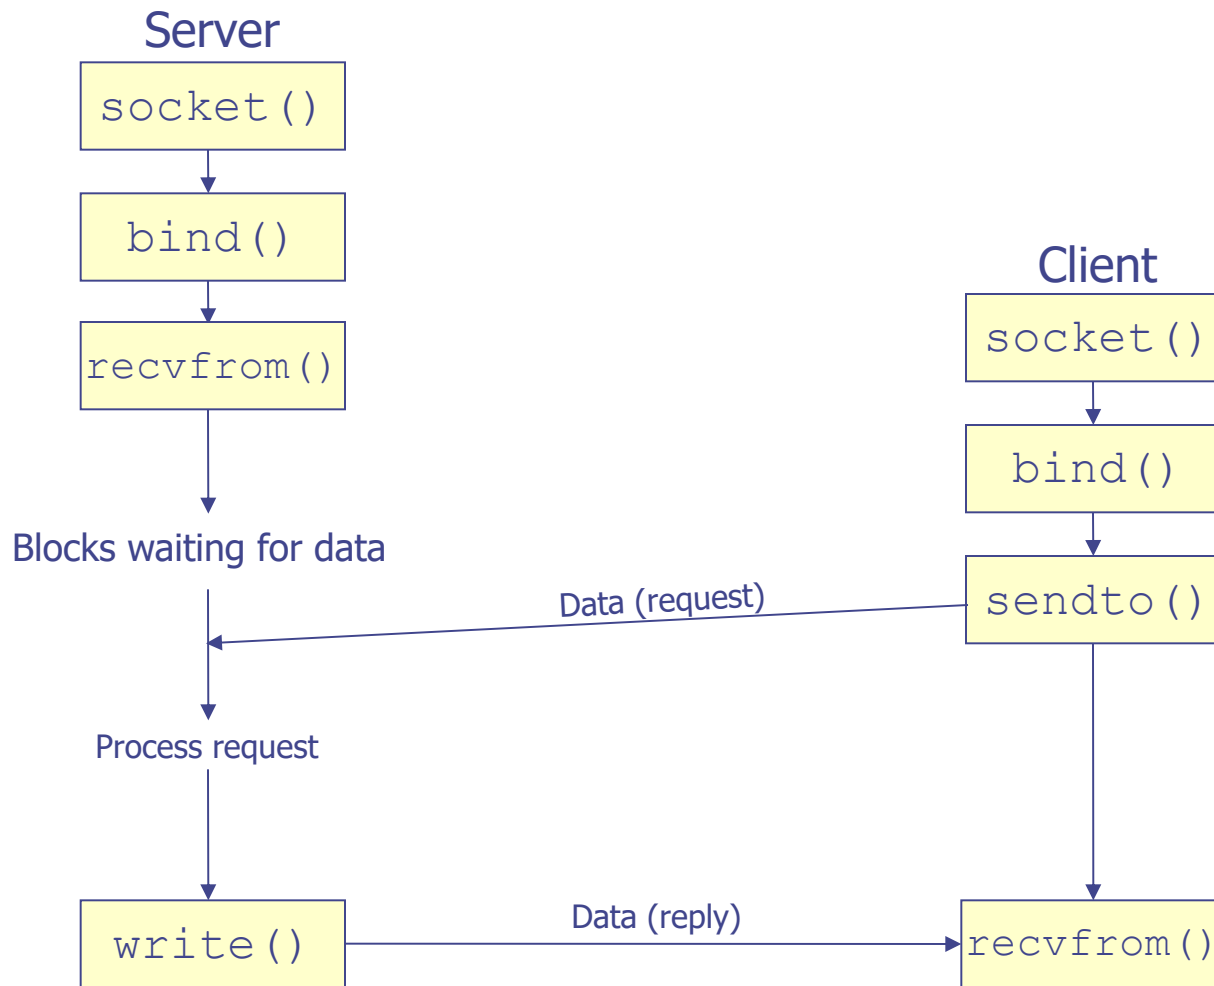 Server
socket()
bind()
recvfrom()
Blocks waiting for data
Process request
write()
Client
socket()
bind()
sendto()
recvfrom()
Data (request)
Data (reply)